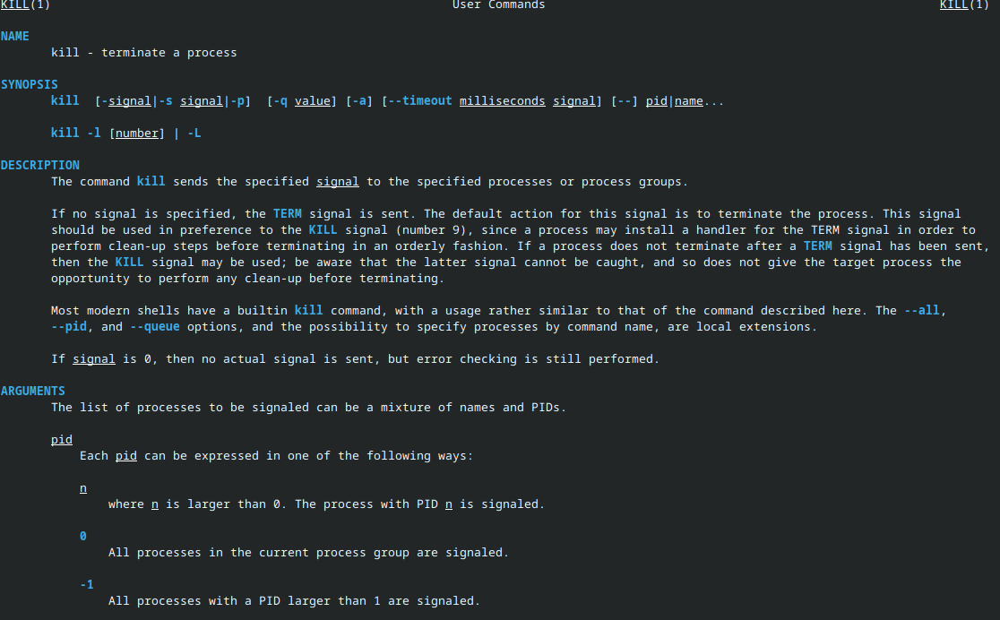 KILL(1) User Commands KILL(1)
NAME
kill - terminate a process
SYNOPSIS
kill [-signal|-s signal|-p] [-q value] [-a] [--timeout milliseconds signal] [--] pid|name...
kill -l [number] | -L
DESCRIPTION
The command kill sends the specified signal to the specified processes or process groups.
If no signal is specified, the TERM signal is sent. The default action for this signal is to terminate the process. This signal
should be used in preference to the KILL signal (number 9), since a process may install a handler for the TERM signal in order to
perform clean-up steps before terminating in an orderly fashion. If a process does not terminate after a TERM signal has been sent,
then the KILL signal may be used; be aware that the latter signal cannot be caught, and so does not give the target process the
opportunity to perform any clean-up before terminating.
Most modern shells have a builtin kill command, with a usage rather similar to that of the command described here. The --all,
--pid, and --queue options, and the possibility to specify processes by command name, are local extensions.
If signal is 0, then no actual signal is sent, but error checking is still performed.
ARGUMENTS
The list of processes to be signaled can be a mixture of names and PIDs.
pid
Each pid can be expressed in one of the following ways:
n
where n is larger than 0. The process with PID n is signaled.
0
All processes in the current process group are signaled.
-1
All processes with a PID larger than 1 are signaled.